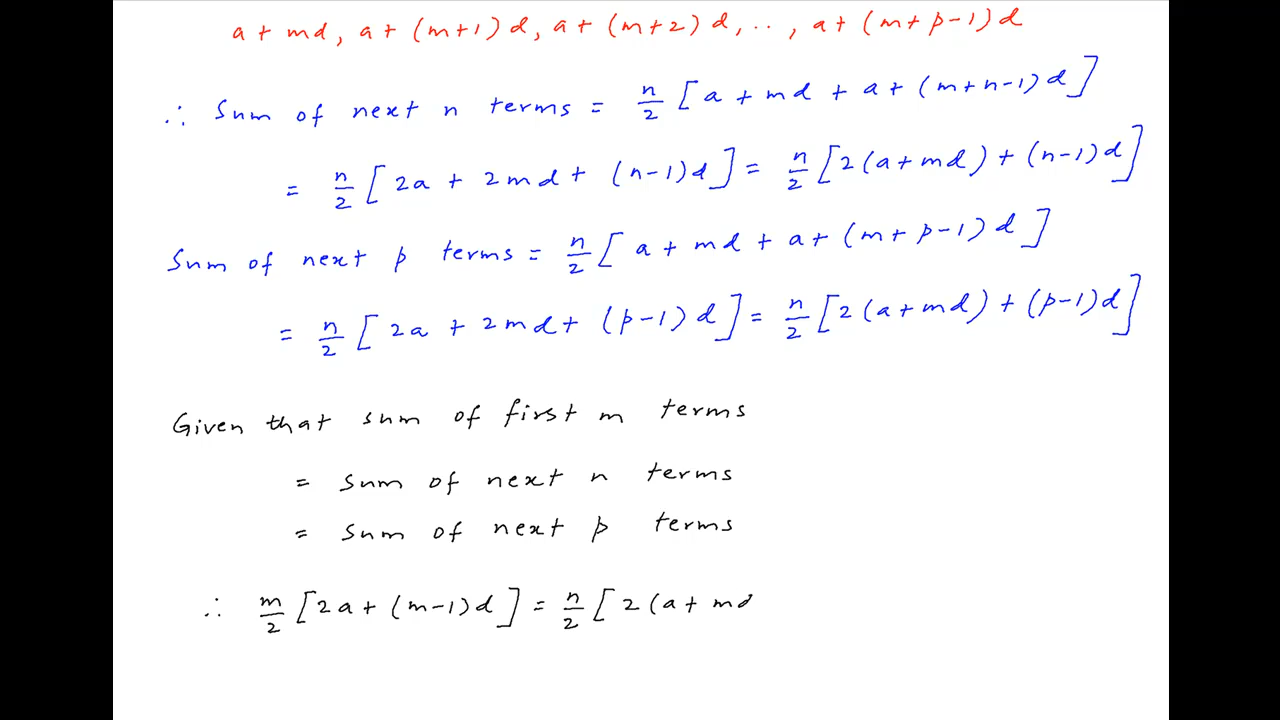 a + md, a + (m+1) d, a + (m+2) d, .., a + (m+p-1) d
∴ Sum of next n terms = n/2 [a + md + a + (m+n-1) d]
= n/2 [2a + 2md + (n-1) d] = n/2 [2(a+md) + (n-1) d]
Sum of next p terms = n/2 [a + md + a + (m+p-1) d]
= n/2 [2a + 2md + (p-1) d] = n/2 [2(a+md) + (p-1) d]
Given that sum of first m terms
= Sum of next n terms
= Sum of next p terms
∴ m/2 [2a + (m-1) d] = n/2 [2(a + md